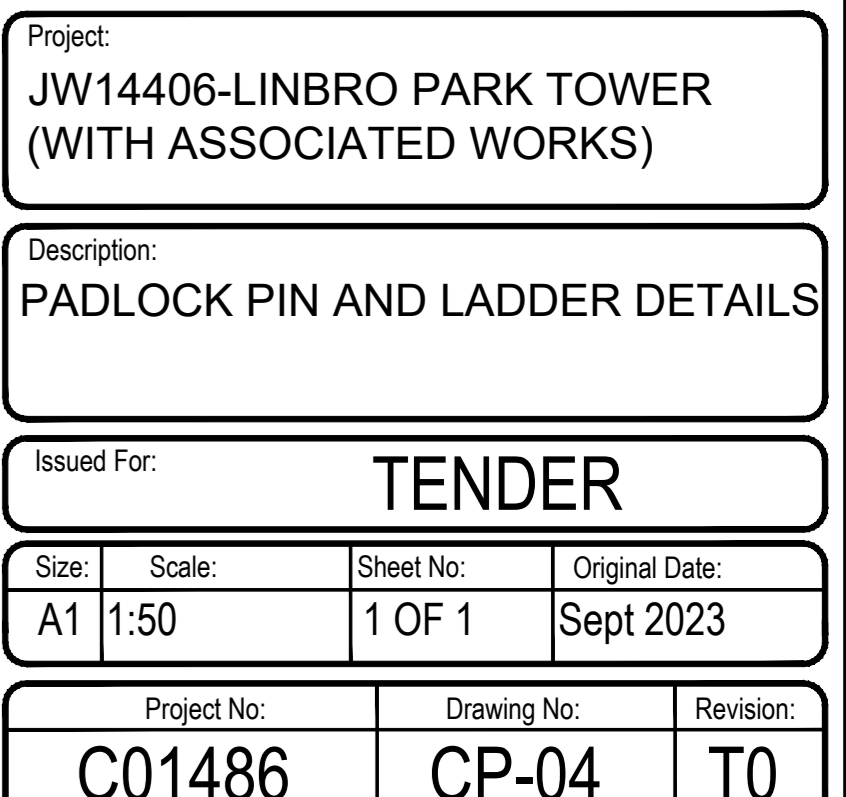 Project:
JW14406-LINBRO PARK TOWER
(WITH ASSOCIATED WORKS)
Description:
PADLOCK PIN AND LADDER DETAILS
Issued For:
TENDER
Size: Scale: Sheet No: Original Date:
A1 1:50 1 OF 1 Sept 2023
Project No: Drawing No: Revision:
C01486 CP-04 T0